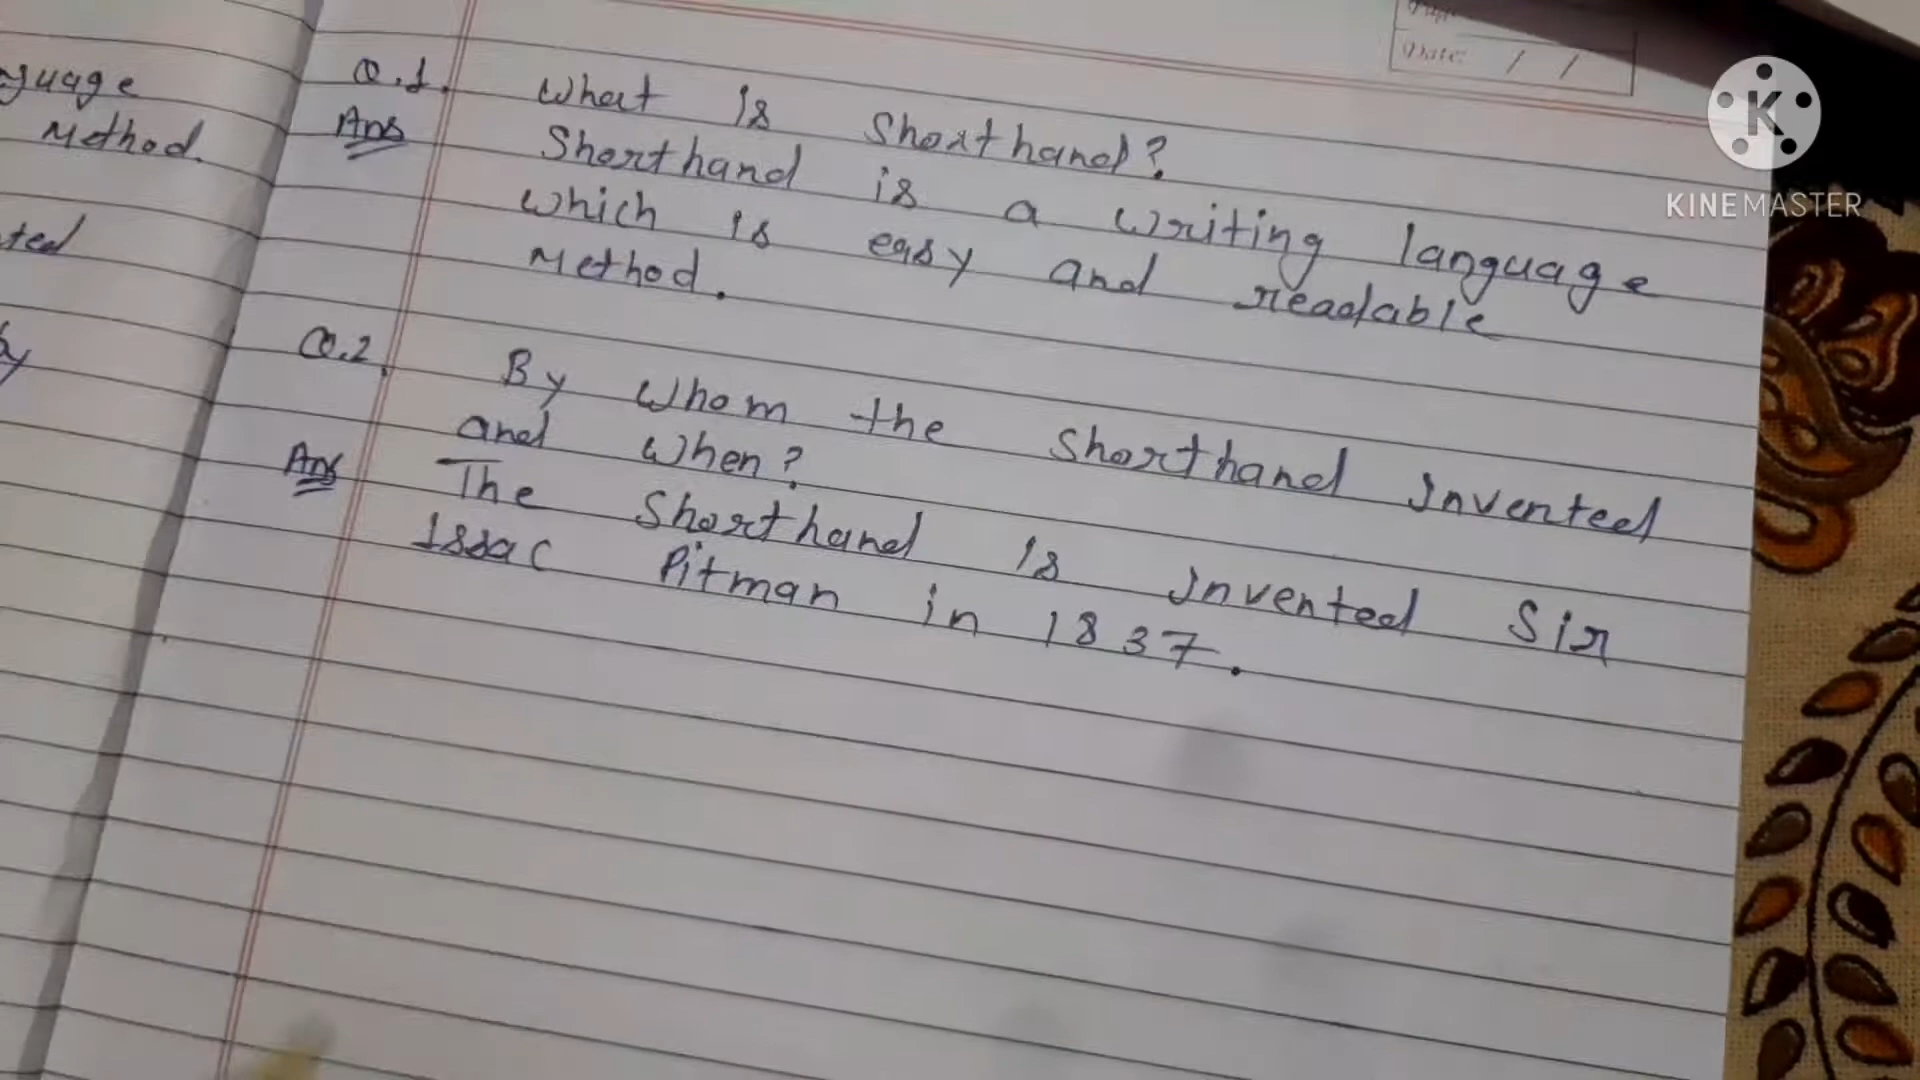 guage
Method.
ted
by
Date: / /
Q.1. What is Shorthand?
Ans Shorthand is a writing language
which is easy and readable
Method.
Q.2. By whom the Shorthand Invented
and when?
Ans The Shorthand is Invented Sir
Issac Pitman in 1837.
K
KINEMASTER